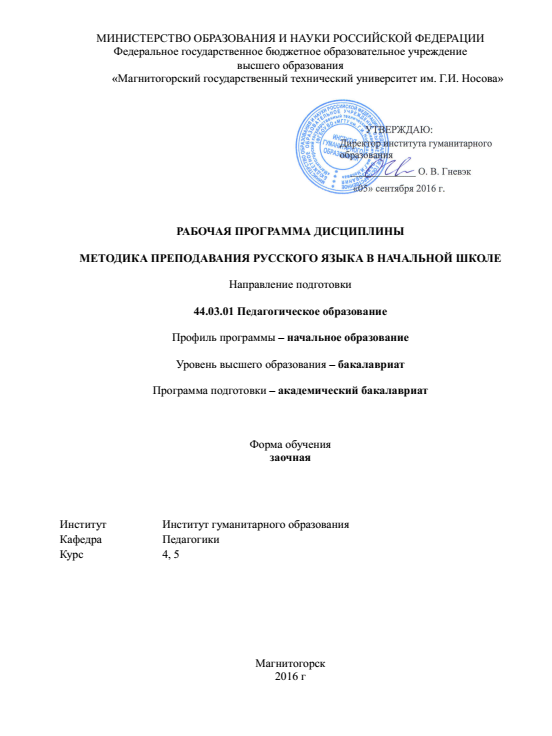 МИНИСТЕРСТВО ОБРАЗОВАНИЯ И НАУКИ РОССИЙСКОЙ ФЕДЕРАЦИИ
Федеральное государственное бюджетное образовательное учреждение
высшего образования
«Магнитогорский государственный технический университет им. Г.И. Носова»
УТВЕРЖДАЮ:
Директор института гуманитарного
образования
О. В. Гневэк
«05» сентября 2016 г.
ИНСТИТУТ
ГУМАНИТАРНОГО
ОБРАЗОВАНИЯ
РАБОЧАЯ ПРОГРАММА ДИСЦИПЛИНЫ
МЕТОДИКА ПРЕПОДАВАНИЯ РУССКОГО ЯЗЫКА В НАЧАЛЬНОЙ ШКОЛЕ
Направление подготовки
44.03.01 Педагогическое образование
Профиль программы – начальное образование
Уровень высшего образования – бакалавриат
Программа подготовки – академический бакалавриат
Форма обучения
заочная
Институт Институт гуманитарного образования
Кафедра Педагогики
Курс 4, 5
Магнитогорск
2016 г